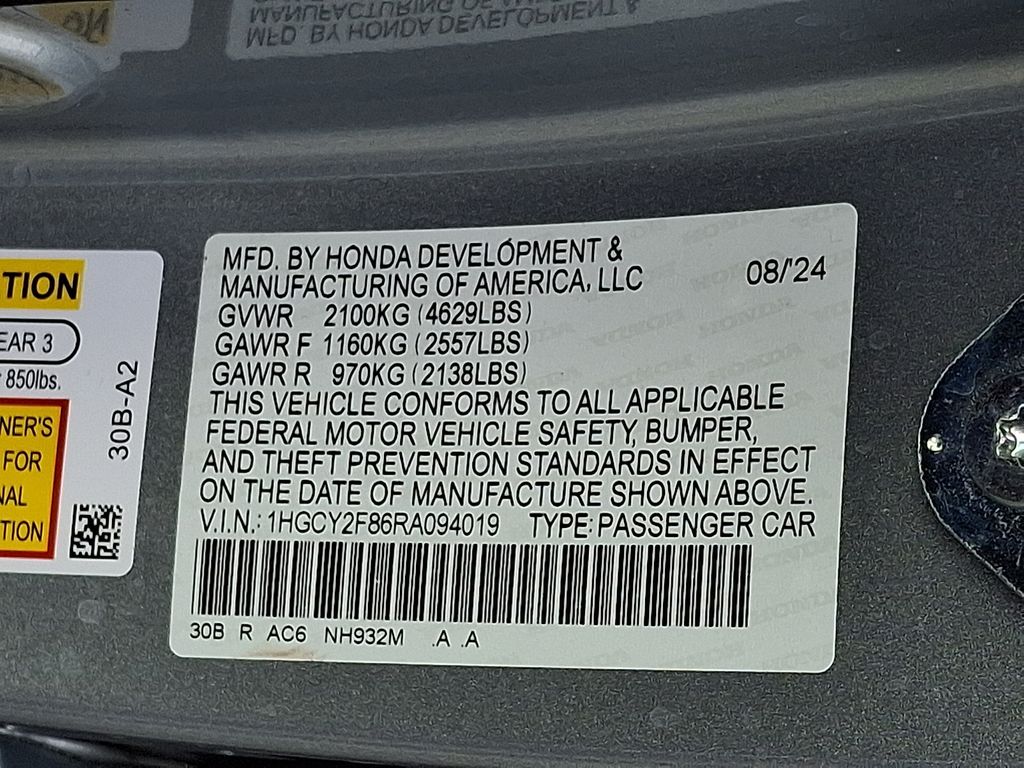 MFD. BY HONDA DEVELOPMENT &
MANUFACTURING OF AMERICA, LLC
08/'24
GVWR 2100KG (4629LBS)
GAWR F 1160KG (2557LBS)
GAWR R 970KG (2138LBS)
THIS VEHICLE CONFORMS TO ALL APPLICABLE
FEDERAL MOTOR VEHICLE SAFETY, BUMPER,
AND THEFT PREVENTION STANDARDS IN EFFECT
ON THE DATE OF MANUFACTURE SHOWN ABOVE.
V.I.N.: 1HGCY2F86RA094019 TYPE: PASSENGER CAR
30B R AC6 NH932M .A .A
TION
EAR 3
850lbs.
NER'S
FOR
NAL
TION
30B-A2
MFD. BY HONDA DEVELOPMENT &
MANUFACTURING OF